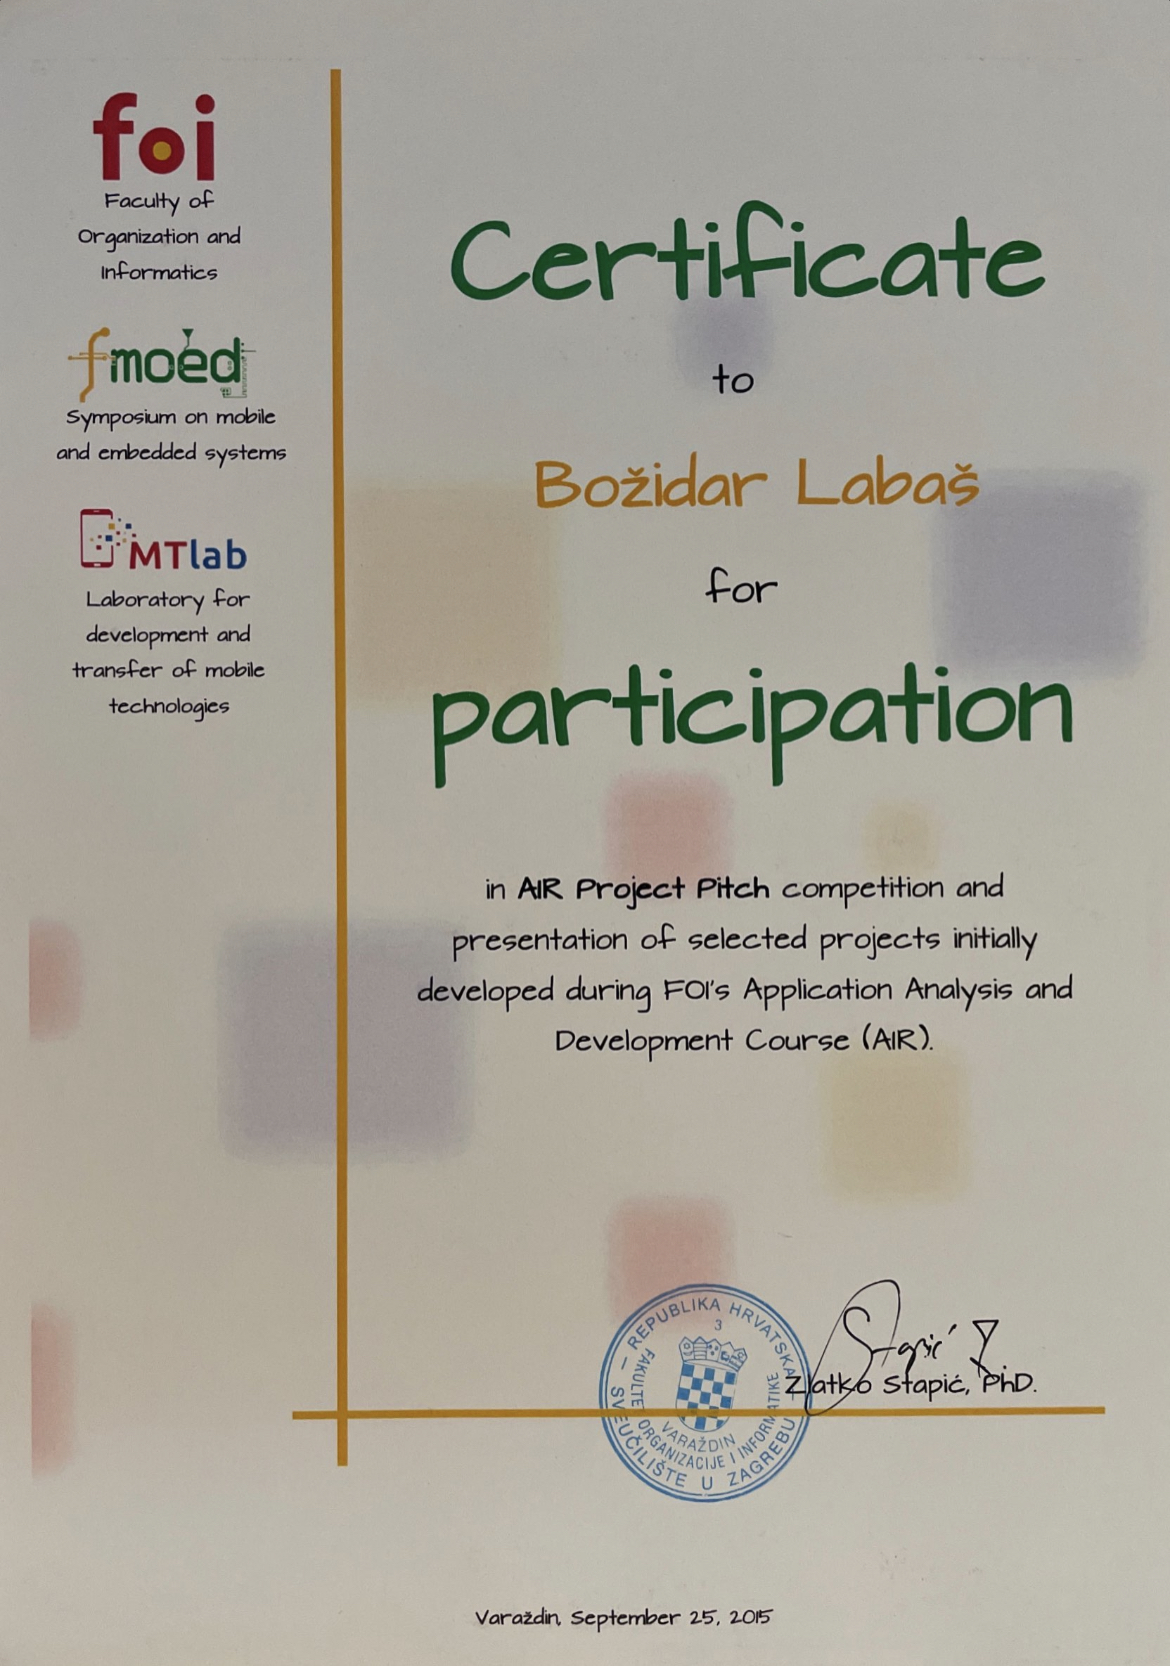 foi
Faculty of
Organization and
Informatics
fmoed
Symposium on mobile
and embedded systems
MTlab
Laboratory for
development and
transfer of mobile
technologies
Certificate
to
Božidar Labaš
for
participation
in AIR Project Pitch competition and
presentation of selected projects initially
developed during FOI's Application Analysis and
Development Course (AIR).
REPUBLIKA HRVATSKA
3
SVEUČILIŠTE U ZAGREBU
FAKULTET ORGANIZACIJE I INFORMATIKE
VARAŽDIN
Stapić Z
Zlatko Stapić, PhD.
Varaždin, September 25, 2015